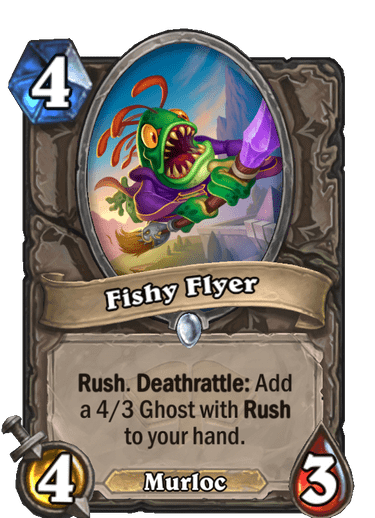 4
Fishy Flyer
Rush. Deathrattle: Add
a 4/3 Ghost with Rush
to your hand.
4
Murloc
3